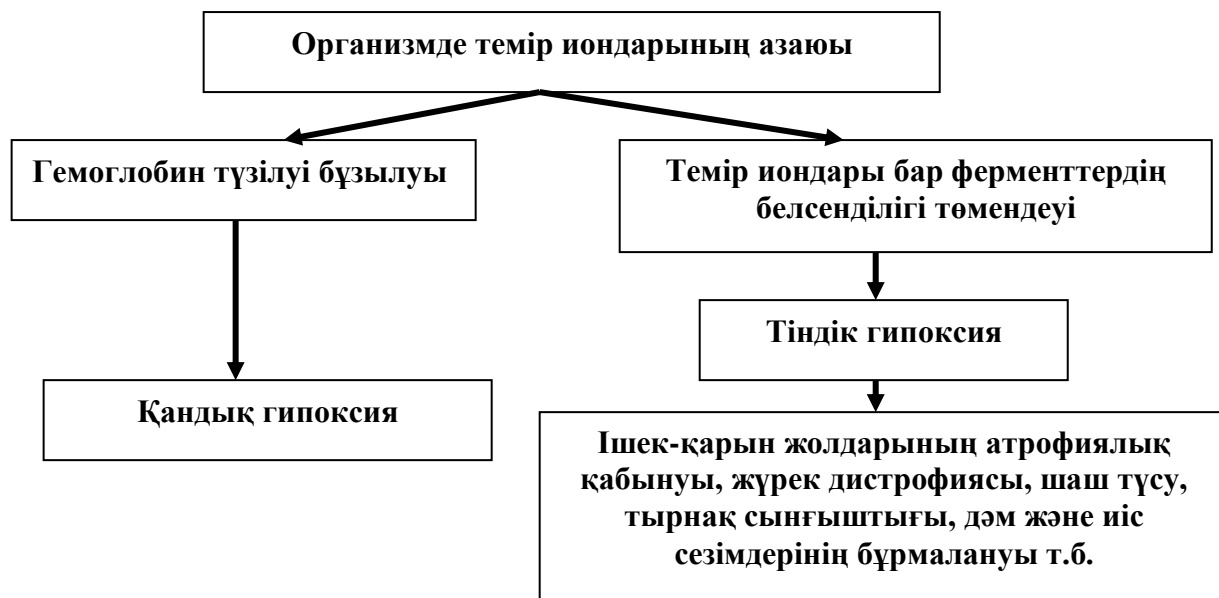 Организмде темір иондарының азаюы
Гемоглобин түзілуі бұзылуы
Темір иондары бар ферменттердің
белсенділігі төмендеуі
Тіндік гипоксия
Қандық гипоксия
Ішек-қарын жолдарының атрофиялық
қабынуы, жүрек дистрофиясы, шаш түсу,
тырнақ сынғыштығы, дәм және иіс
сезімдерінің бұрмалануы т.б.